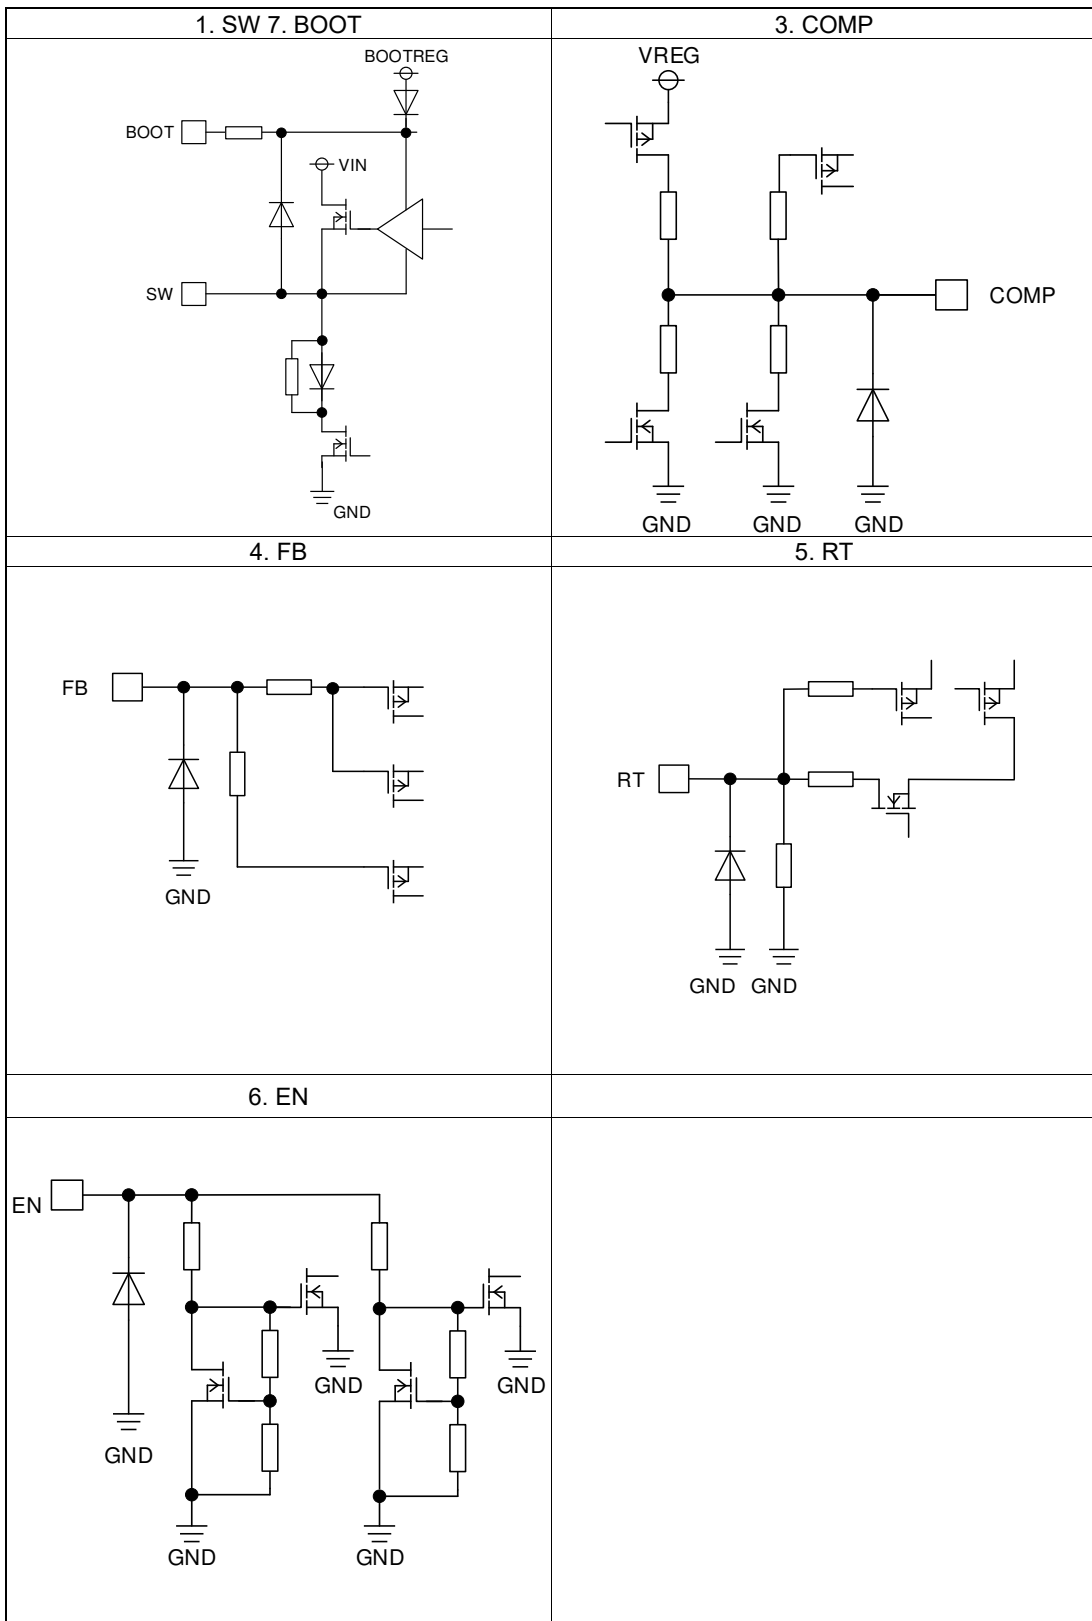 1. SW 7. BOOT
3. COMP
BOOTREG
BOOT
VIN
SW
GND
VREG
COMP
GND GND GND
4. FB
5. RT
FB
GND
RT
GND GND
6. EN
EN
GND GND
GND
GND GND